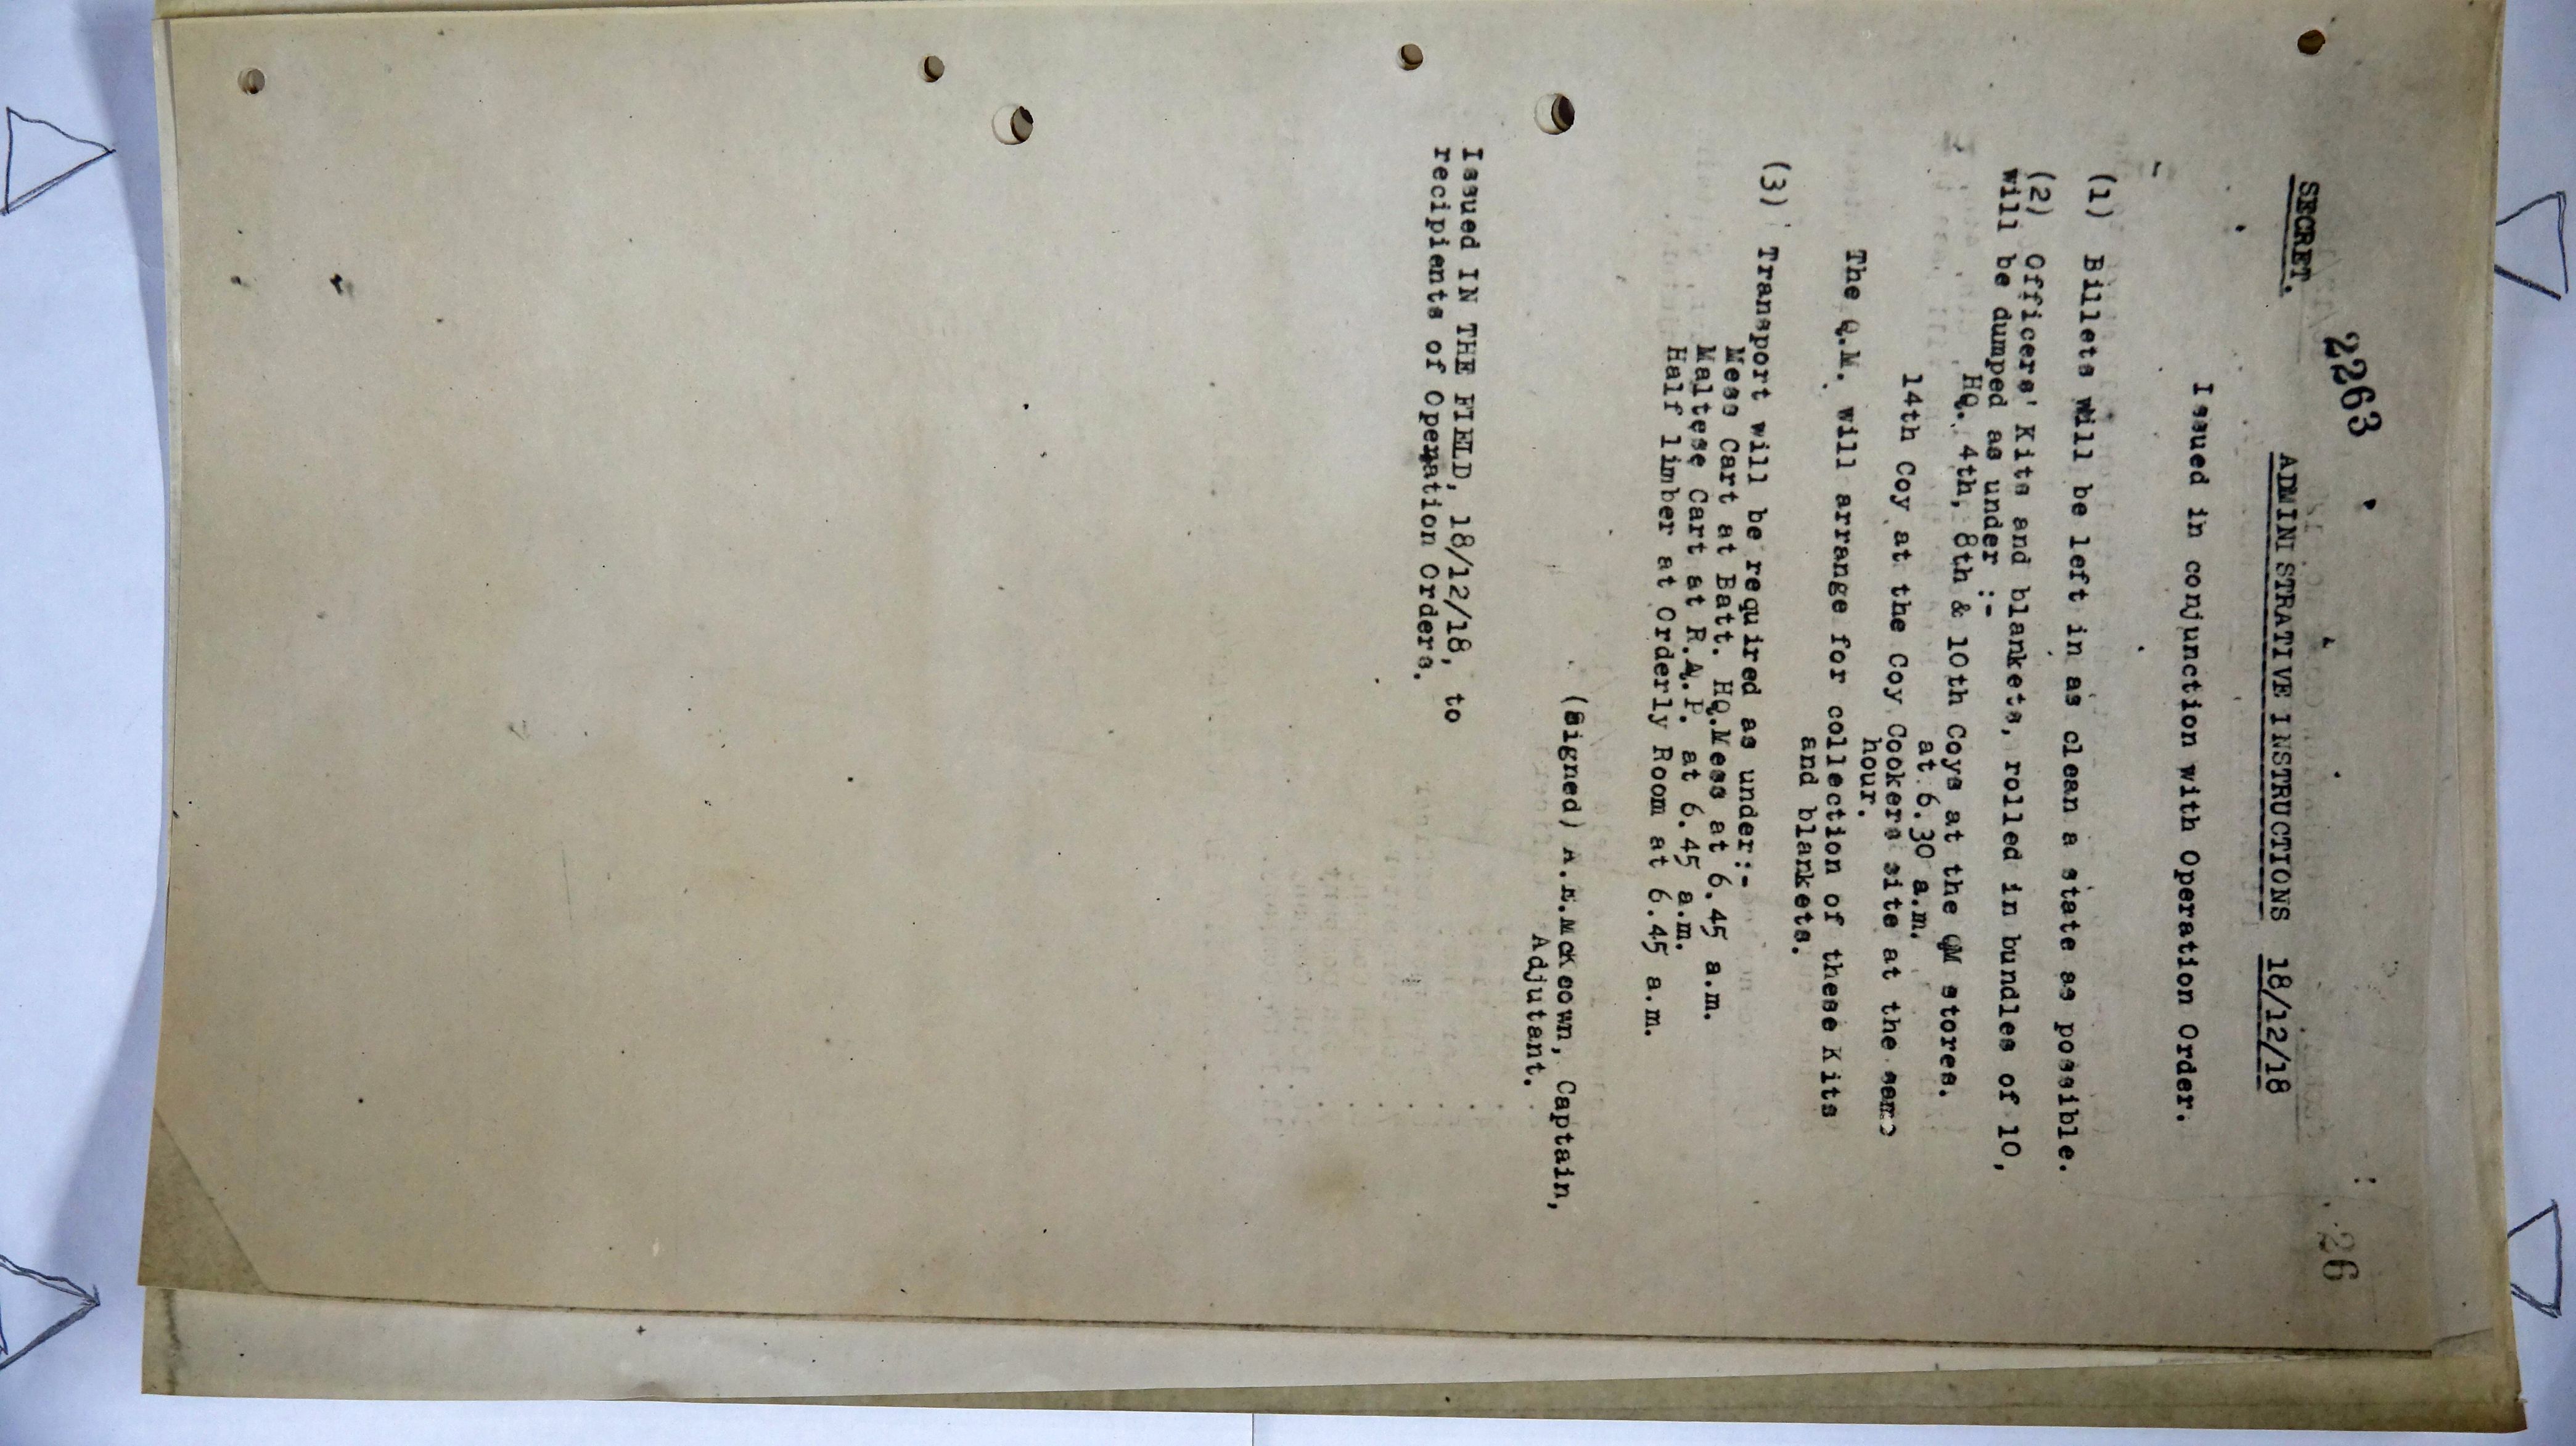 2263
26
SECRET.
ADMINISTRATIVE INSTRUCTIONS 18/12/18
Issued in conjunction with Operation Order.
(1) Billets will be left in as clean a state as possible.
(2) Officers' Kits and blankets, rolled in bundles of 10,
will be dumped as under :-
HQ. 4th, 8th & 10th Coys at the QM stores.
at 6.30 a.m.
14th Coy at the Coy Cookers site at the same
hour.
The Q.M. will arrange for collection of these Kits
and blankets.
(3) Transport will be required as under:-
Mess Cart at Batt. HQ.Mess at 6.45 a.m.
Maltese Cart at R.A.P. at 6.45 a.m.
Half limber at Orderly Room at 6.45 a.m.
(Signed) A.E.McKeown, Captain,
Adjutant.
Issued IN THE FIELD, 18/12/18, to
recipients of Operation Orders.